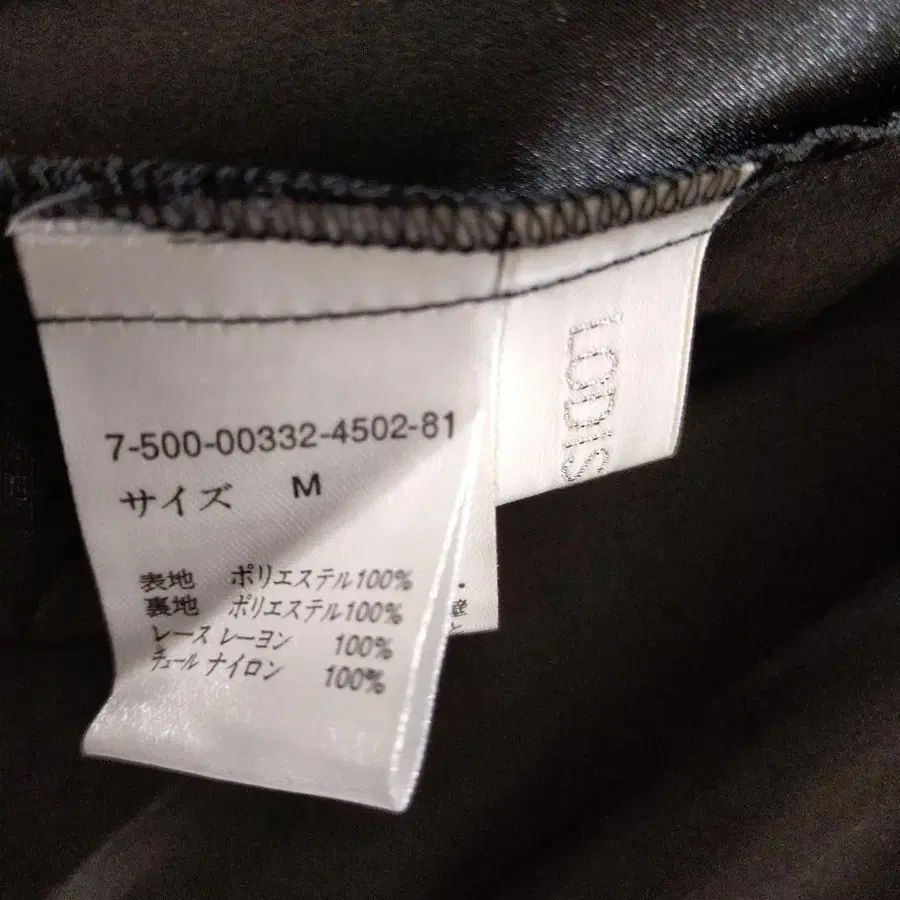 7-500-00332-4502-81
サイズ M
表地 ポリエステル100%
裏地 ポリエステル100%
レース レーヨン 100%
チュール ナイロン 100%
LODIS